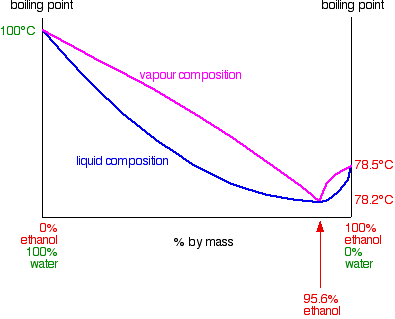 boiling point
boiling point
100°C
vapour composition
liquid composition
78.5°C
78.2°C
0%
ethanol
100%
water
% by mass
100%
ethanol
0%
water
95.6%
ethanol